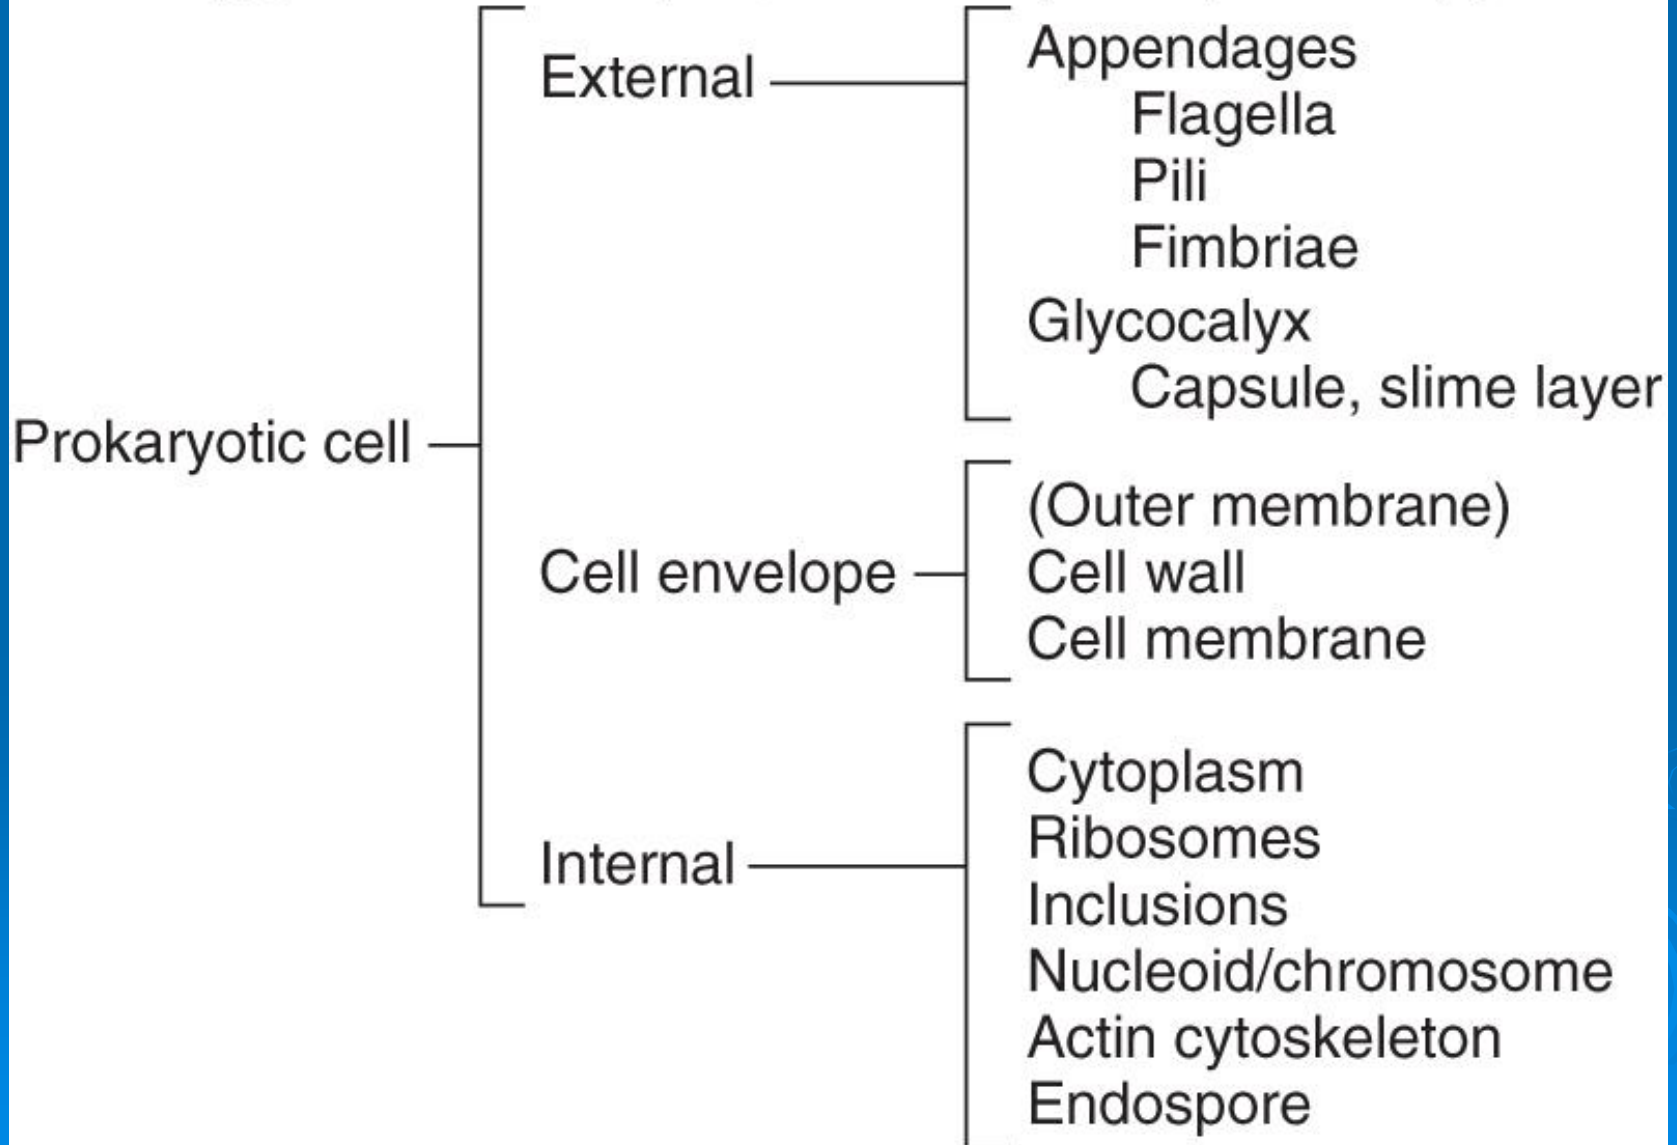 External
Appendages
Flagella
Pili
Fimbriae
Glycocalyx
Capsule, slime layer
Prokaryotic cell
(Outer membrane)
Cell envelope
Cell wall
Cell membrane
Cytoplasm
Ribosomes
Internal
Inclusions
Nucleoid/chromosome
Actin cytoskeleton
Endospore